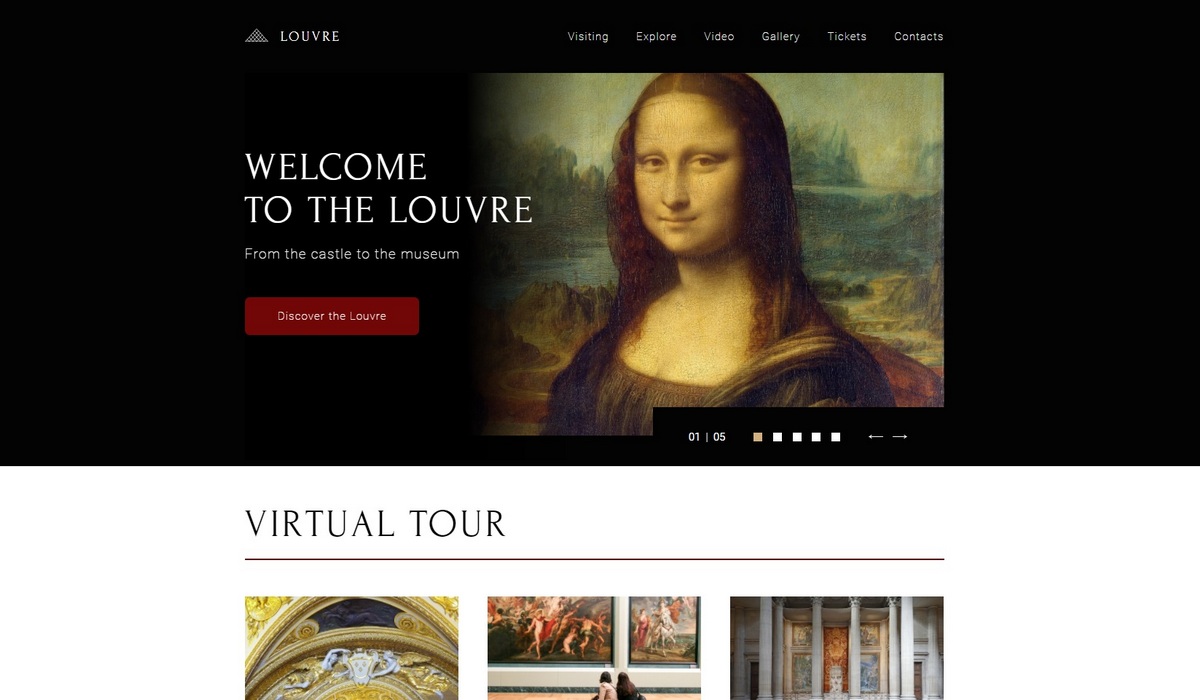 LOUVRE
Visiting Explore Video Gallery Tickets Contacts
WELCOME
TO THE LOUVRE
From the castle to the museum
Discover the Louvre
01 | 05
VIRTUAL TOUR